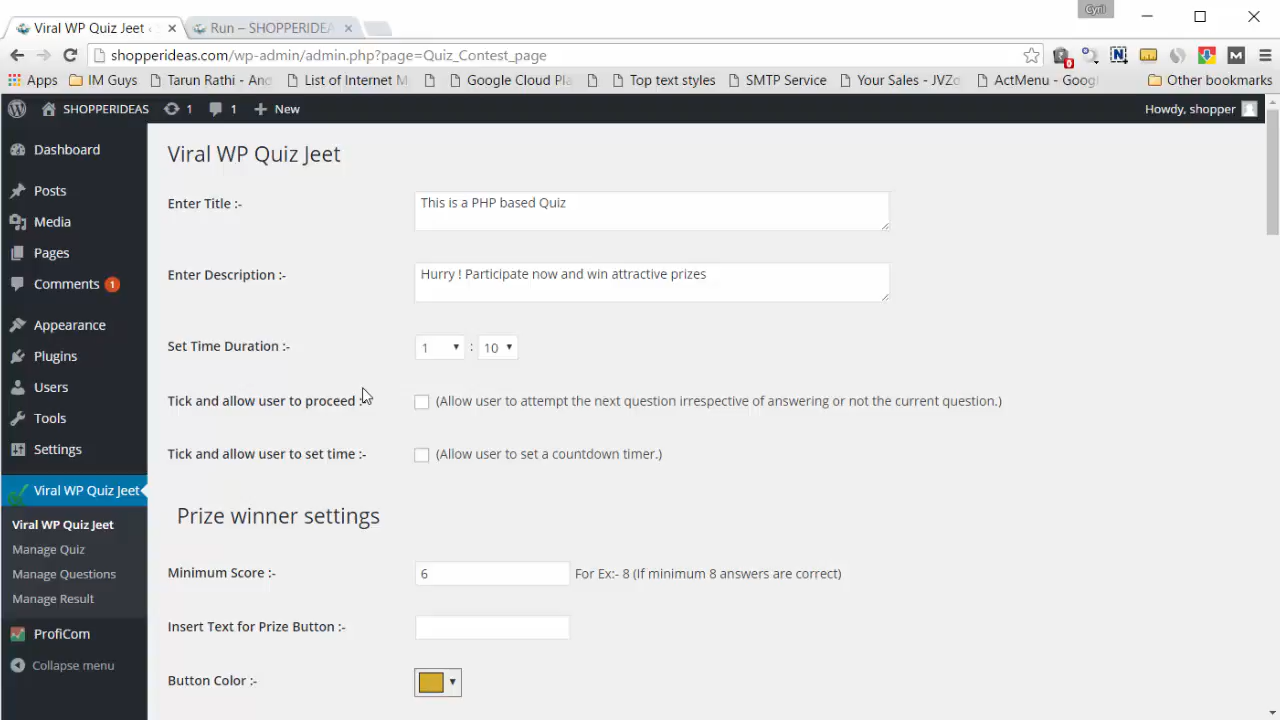 Cyril
Viral WP Quiz Jeet ‹
Run – SHOPPERIDEA
shopperideas.com/wp-admin/admin.php?page=Quiz_Contest_page
Apps IM Guys Tarun Rathi - And List of Internet M Google Cloud Pla Top text styles SMTP Service Your Sales - JVZo ActMenu - Googl Other bookmarks
SHOPPERIDEAS 1 1 New Howdy, shopper
Dashboard
Posts
Media
Pages
Comments 1
Appearance
Plugins
Users
Tools
Settings
Viral WP Quiz Jeet
Viral WP Quiz Jeet
Manage Quiz
Manage Questions
Manage Result
ProfiCom
Collapse menu
Viral WP Quiz Jeet
Enter Title :- This is a PHP based Quiz
Enter Description :- Hurry ! Participate now and win attractive prizes
Set Time Duration :- 1 : 10
Tick and allow user to proceed :- (Allow user to attempt the next question irrespective of answering or not the current question.)
Tick and allow user to set time :- (Allow user to set a countdown timer.)
Prize winner settings
Minimum Score :- 6 For Ex:- 8 (If minimum 8 answers are correct)
Insert Text for Prize Button :-
Button Color :-